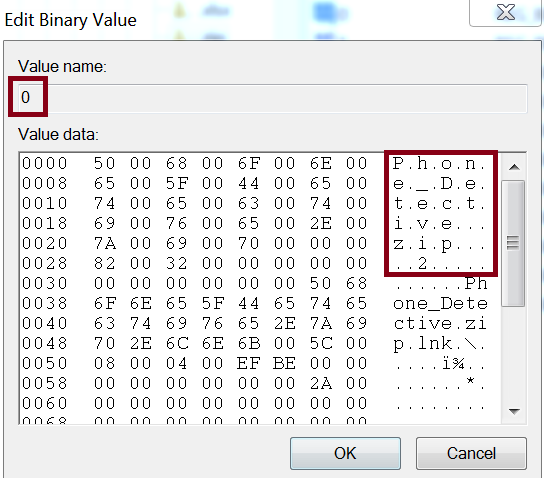 Edit Binary Value
Value name:
0
Value data:
0000 50 00 68 00 6F 00 6E 00 P.h.o.n.
0008 65 00 5F 00 44 00 65 00 e._.D.e.
0010 74 00 65 00 63 00 74 00 t.e.c.t.
0018 69 00 76 00 65 00 2E 00 i.v.e...
0020 7A 00 69 00 70 00 00 00 z.i.p...
0028 82 00 32 00 00 00 00 00 ..2.....
0030 00 00 00 00 00 00 50 68 ......Ph
0038 6F 6E 65 5F 44 65 74 65 one_Dete
0040 63 74 69 76 65 2E 7A 69 ctive.zi
0048 70 2E 6C 6E 6B 00 5C 00 p.lnk.\.
0050 08 00 04 00 EF BE 00 00 ....ï¾..
0058 00 00 00 00 00 00 2A 00 ......*.
0060 00 00 00 00 00 00 00 00 ........
OK Cancel